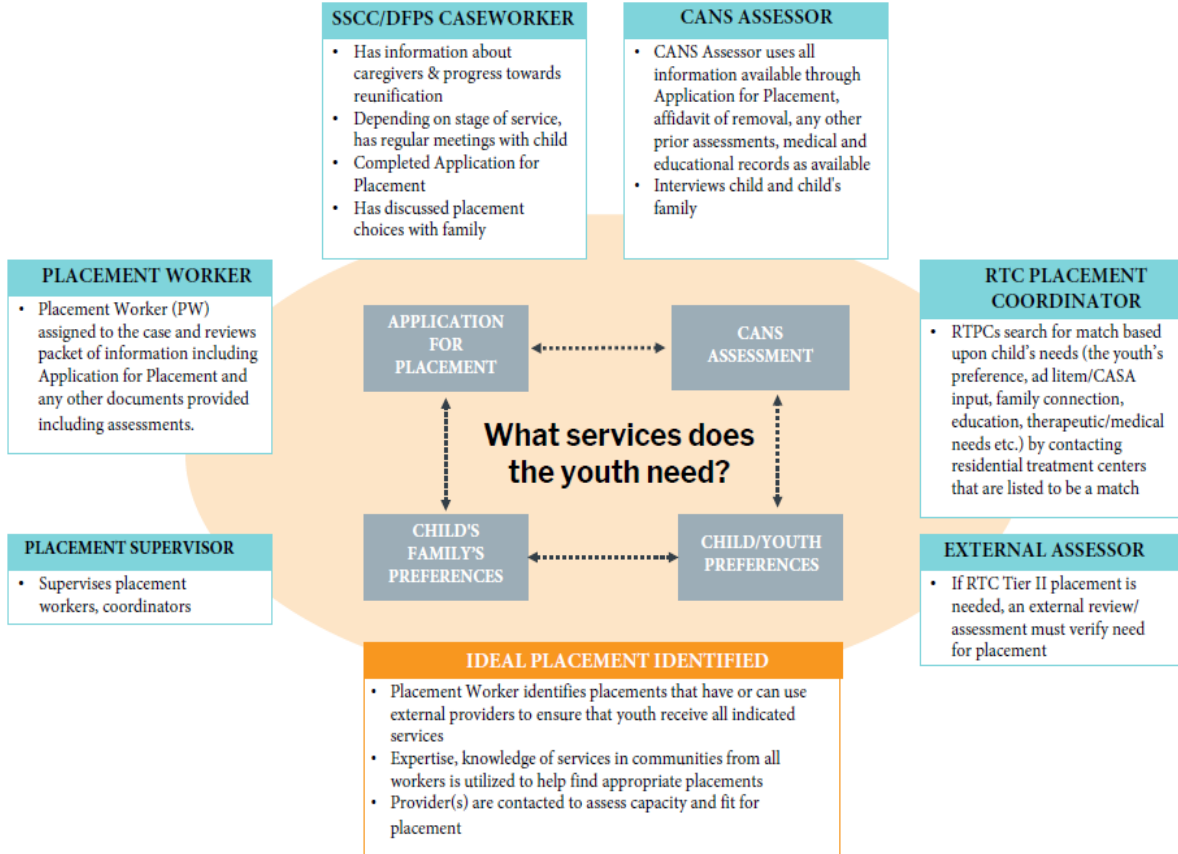 SSCC/DFPS CASEWORKER
• Has information about
caregivers & progress towards
reunification
• Depending on stage of service,
has regular meetings with child
• Completed Application for
Placement
• Has discussed placement
choices with family
CANS ASSESSOR
• CANS Assessor uses all
information available through
Application for Placement,
affidavit of removal, any other
prior assessments, medical and
educational records as available
• Interviews child and child's
family
PLACEMENT WORKER
• Placement Worker (PW)
assigned to the case and reviews
packet of information including
Application for Placement and
any other documents provided
including assessments.
RTC PLACEMENT
COORDINATOR
• RTPCs search for match based
upon child's needs (the youth's
preference, ad litem/CASA
input, family connection,
education, therapeutic/medical
needs etc.) by contacting
residential treatment centers
that are listed to be a match
APPLICATION
FOR
PLACEMENT
CANS
ASSESSMENT
What services does
the youth need?
CHILD'S
FAMILY'S
PREFERENCES
CHILD/YOUTH
PREFERENCES
PLACEMENT SUPERVISOR
• Supervises placement
workers, coordinators
EXTERNAL ASSESSOR
• If RTC Tier II placement is
needed, an external review/
assessment must verify need
for placement
IDEAL PLACEMENT IDENTIFIED
• Placement Worker identifies placements that have or can use
external providers to ensure that youth receive all indicated
services
• Expertise, knowledge of services in communities from all
workers is utilized to help find appropriate placements
• Provider(s) are contacted to assess capacity and fit for
placement